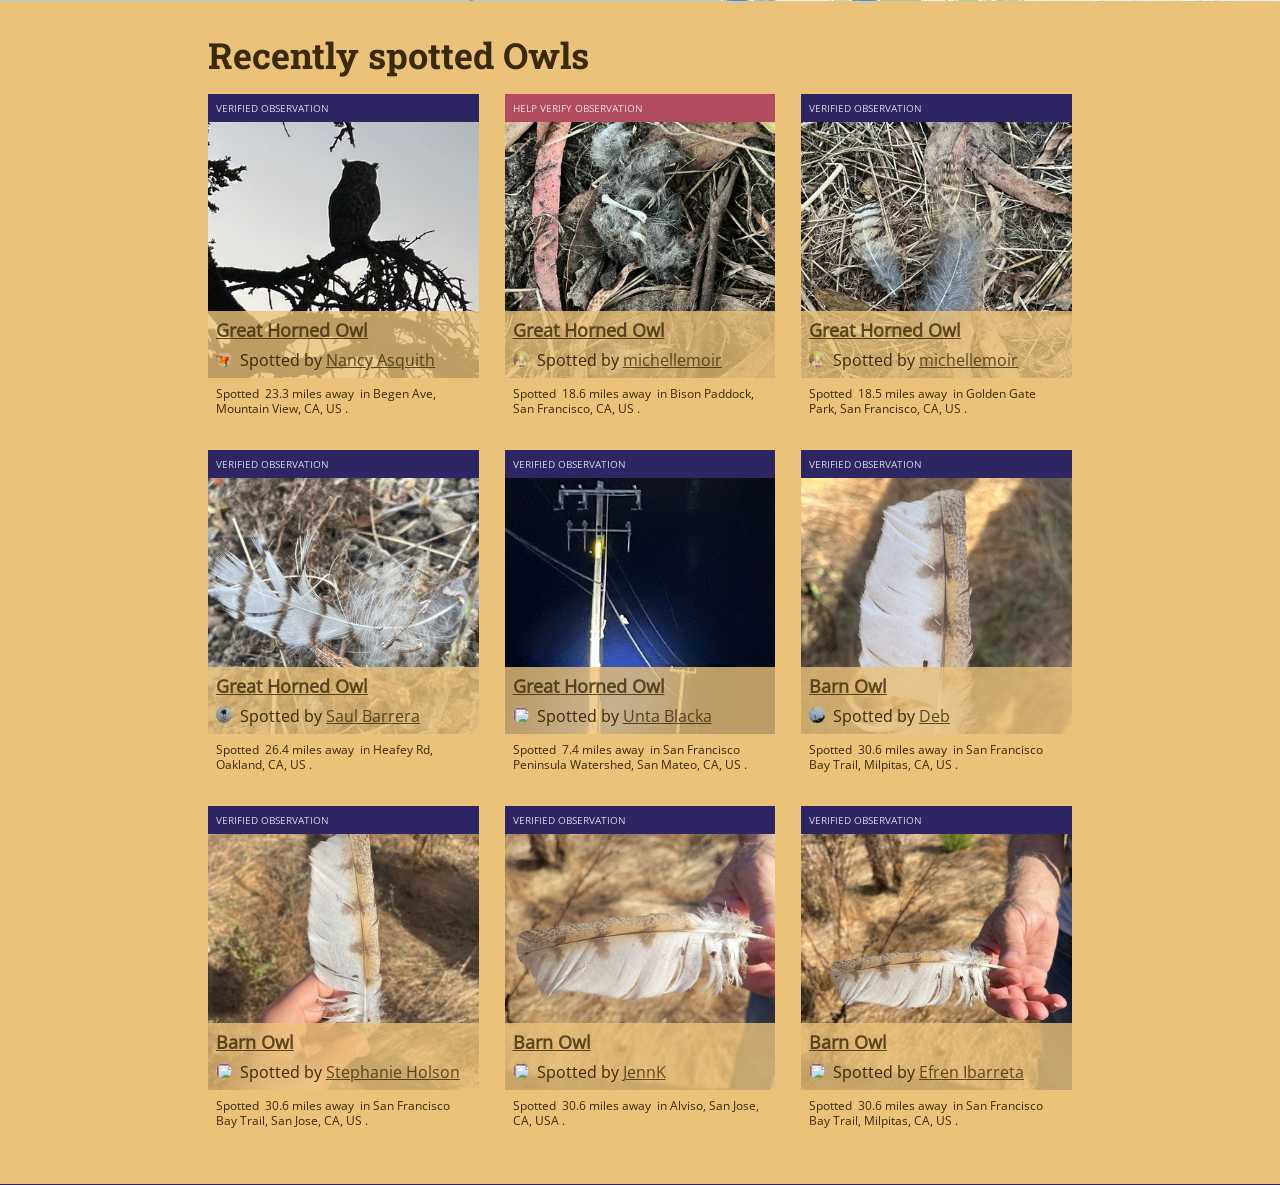 Recently spotted Owls
VERIFIED OBSERVATION
Great Horned Owl
Spotted by Nancy Asquith
Spotted 23.3 miles away in Begen Ave,
Mountain View, CA, US .
HELP VERIFY OBSERVATION
Great Horned Owl
Spotted by michellemoir
Spotted 18.6 miles away in Bison Paddock,
San Francisco, CA, US .
VERIFIED OBSERVATION
Great Horned Owl
Spotted by michellemoir
Spotted 18.5 miles away in Golden Gate
Park, San Francisco, CA, US .
VERIFIED OBSERVATION
Great Horned Owl
Spotted by Saul Barrera
Spotted 26.4 miles away in Heafey Rd,
Oakland, CA, US .
VERIFIED OBSERVATION
Great Horned Owl
Spotted by Unta Blacka
Spotted 7.4 miles away in San Francisco
Peninsula Watershed, San Mateo, CA, US .
VERIFIED OBSERVATION
Barn Owl
Spotted by Deb
Spotted 30.6 miles away in San Francisco
Bay Trail, Milpitas, CA, US .
VERIFIED OBSERVATION
Barn Owl
Spotted by Stephanie Holson
Spotted 30.6 miles away in San Francisco
Bay Trail, San Jose, CA, US .
VERIFIED OBSERVATION
Barn Owl
Spotted by JennK
Spotted 30.6 miles away in Alviso, San Jose,
CA, USA .
VERIFIED OBSERVATION
Barn Owl
Spotted by Efren Ibarreta
Spotted 30.6 miles away in San Francisco
Bay Trail, Milpitas, CA, US .